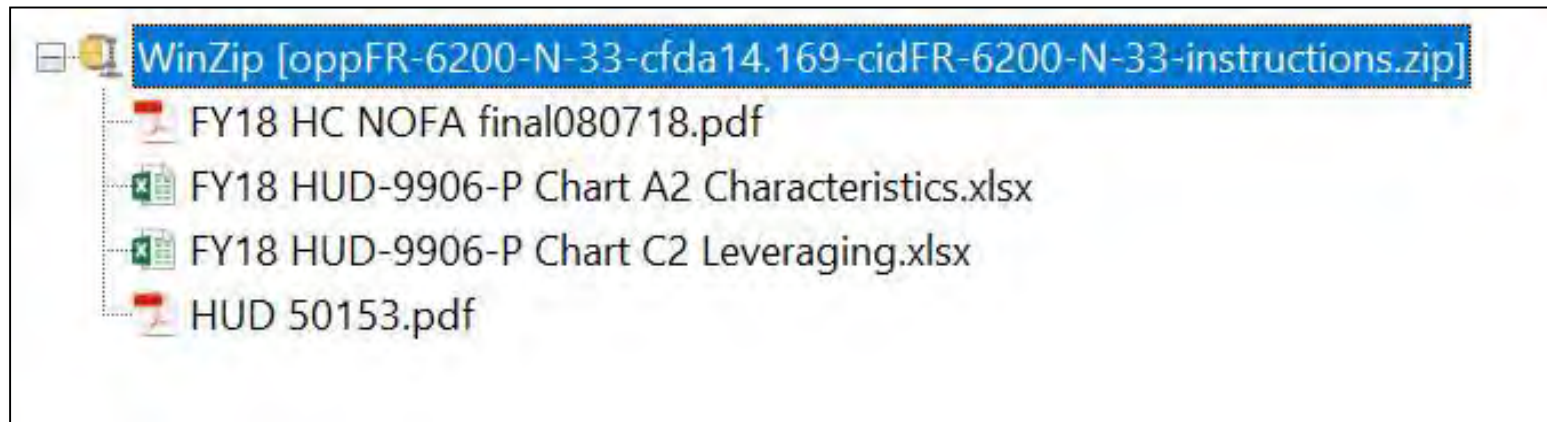 WinZip [oppFR-6200-N-33-cfda14.169-cidFR-6200-N-33-instructions.zip]
FY18 HC NOFA final080718.pdf
FY18 HUD-9906-P Chart A2 Characteristics.xlsx
FY18 HUD-9906-P Chart C2 Leveraging.xlsx
HUD 50153.pdf